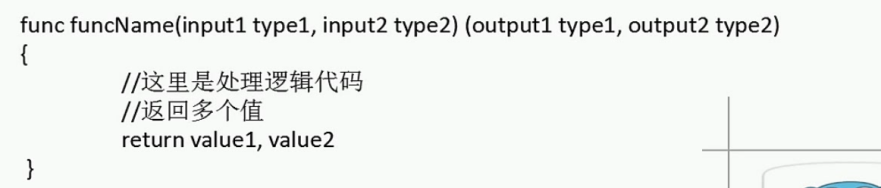 func funcName(input1 type1, input2 type2) (output1 type1, output2 type2)
{
//这里是处理逻辑代码
//返回多个值
return value1, value2
}